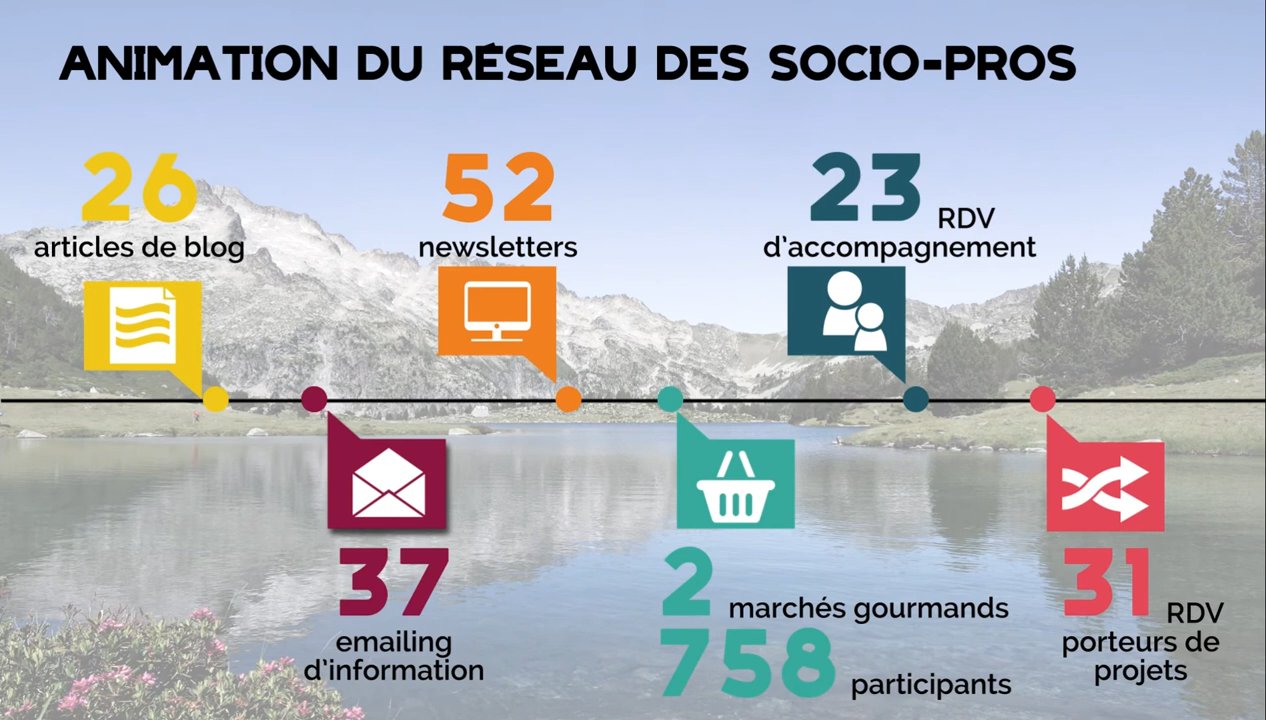 ANIMATION DU RÉSEAU DES SOCIO-PROS
26
articles de blog
37
emailing
d'information
52
newsletters
2 marchés gourmands
758 participants
23 RDV
d'accompagnement
31 RDV
porteurs de
projets